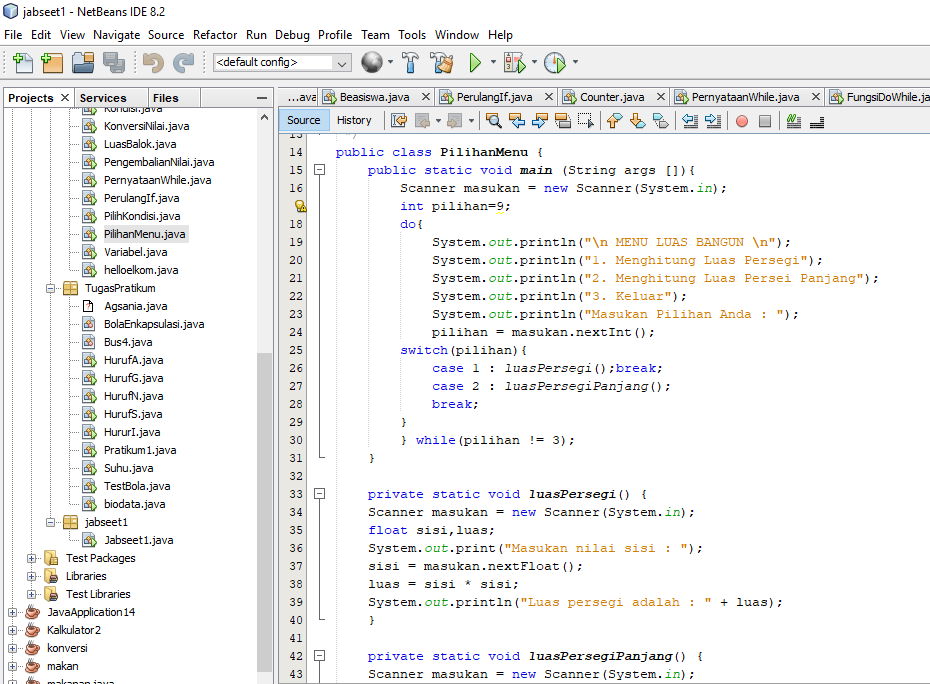 jabseet1 - NetBeans IDE 8.2
File Edit View Navigate Source Refactor Run Debug Profile Team Tools Window Help
<default config>
Projects Services Files
...ava Beasiswa.java PerulangIf.java Counter.java PernyataanWhile.java FungsiDoWhile.ja
Source History
Kondisi.java
KonversiNilai.java
LuasBalok.java
PengembalianNilai.java
PernyataanWhile.java
PerulangIf.java
PilihKondisi.java
PilihanMenu.java
Variabel.java
helloelkom.java
TugasPratikum
Agsania.java
BolaEnkapsulasi.java
Bus4.java
HurufA.java
HurufG.java
HurufN.java
HurufS.java
HururI.java
Pratikum1.java
Suhu.java
TestBola.java
biodata.java
jabseet1
Jabseet1.java
Test Packages
Libraries
Test Libraries
JavaApplication14
Kalkulator2
konversi
makan
makanan.java
13 */
14 public class PilihanMenu {
15 public static void main (String args []){
16 Scanner masukan = new Scanner(System.in);
int pilihan=9;
18 do{
19 System.out.println("\n MENU LUAS BANGUN \n");
20 System.out.println("1. Menghitung Luas Persegi");
21 System.out.println("2. Menghitung Luas Persei Panjang");
22 System.out.println("3. Keluar");
23 System.out.println("Masukan Pilihan Anda : ");
24 pilihan = masukan.nextInt();
25 switch(pilihan){
26 case 1 : luasPersegi();break;
27 case 2 : luasPersegiPanjang();
28 break;
29 }
30 } while(pilihan != 3);
31 }
32
33 private static void luasPersegi() {
34 Scanner masukan = new Scanner(System.in);
35 float sisi,luas;
36 System.out.print("Masukan nilai sisi : ");
37 sisi = masukan.nextFloat();
38 luas = sisi * sisi;
39 System.out.println("Luas persegi adalah : " + luas);
40 }
41
42 private static void luasPersegiPanjang() {
43 Scanner masukan = new Scanner(System.in);